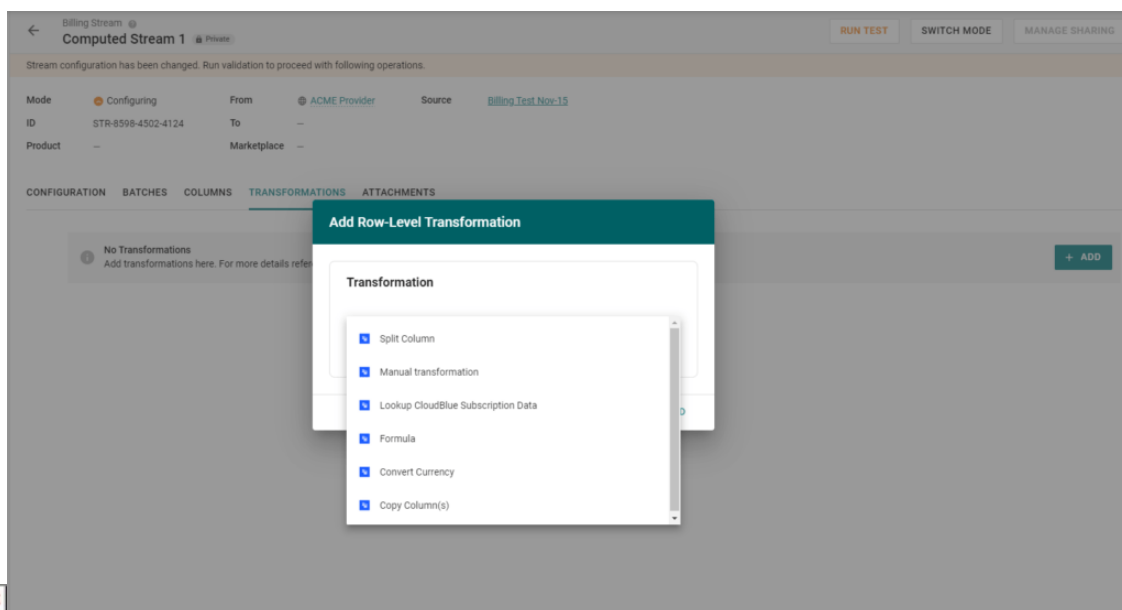 Billing Stream
Computed Stream 1 Private
RUN TEST SWITCH MODE MANAGE SHARING
Stream configuration has been changed. Run validation to proceed with following operations.
Mode Configuring From ACME Provider Source Billing Test Nov-15
ID STR-8598-4502-4124 To –
Product – Marketplace –
CONFIGURATION BATCHES COLUMNS TRANSFORMATIONS ATTACHMENTS
Add Row-Level Transformation
No Transformations
Add transformations here. For more details refer
+ ADD
Transformation
Split Column
Manual transformation
Lookup CloudBlue Subscription Data
Formula
Convert Currency
Copy Column(s)